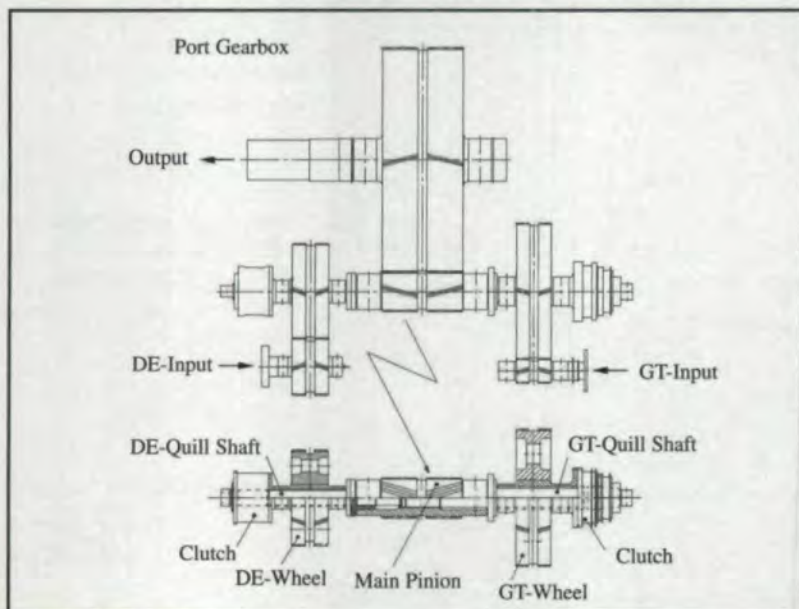 Port Gearbox
Output
DE-Input
GT-Input
DE-Quill Shaft
GT-Quill Shaft
Clutch
Clutch
DE-Wheel
Main Pinion
GT-Wheel